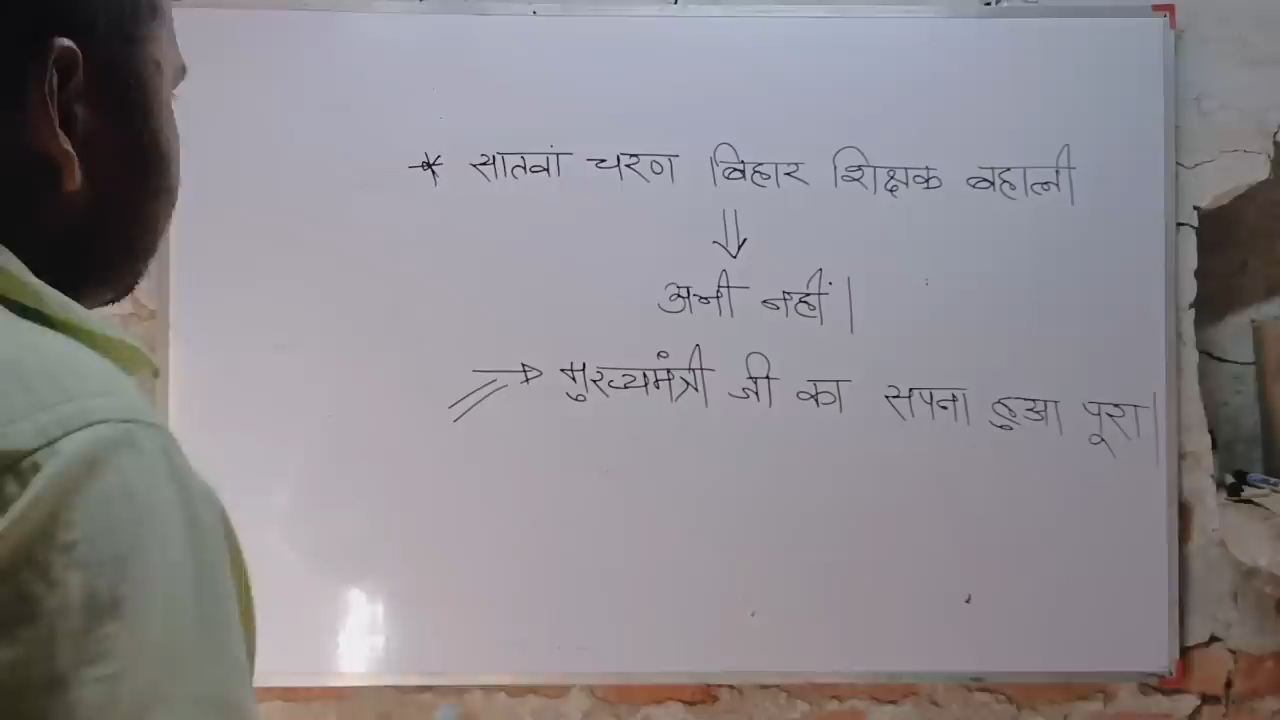 * सातवां चरण बिहार शिक्षक बहाली
⇓
अभी नहीं।
→ मुख्यमंत्री जी का सपना हुआ पूरा।